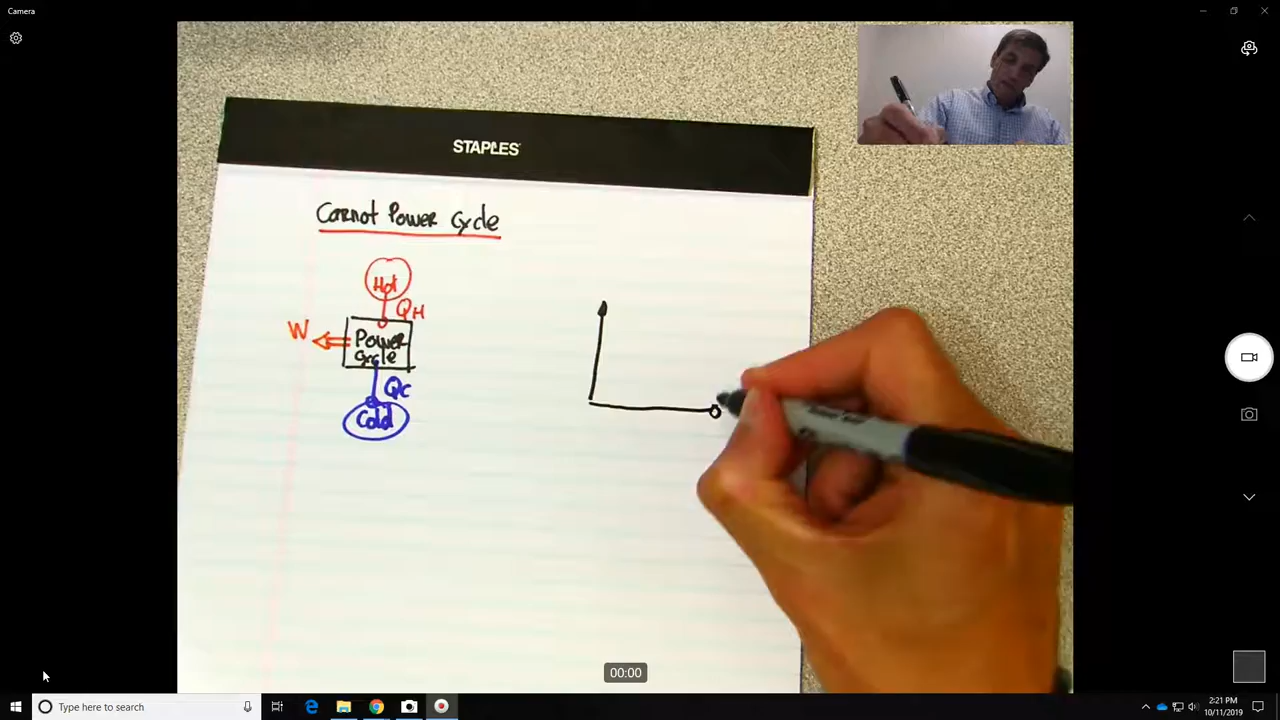 Camera
STAPLES
Carnot Power Cycle
Hot
QH
W
Power
Cycle
QC
Cold
00:00
Type here to search
2:21 PM
10/11/2019